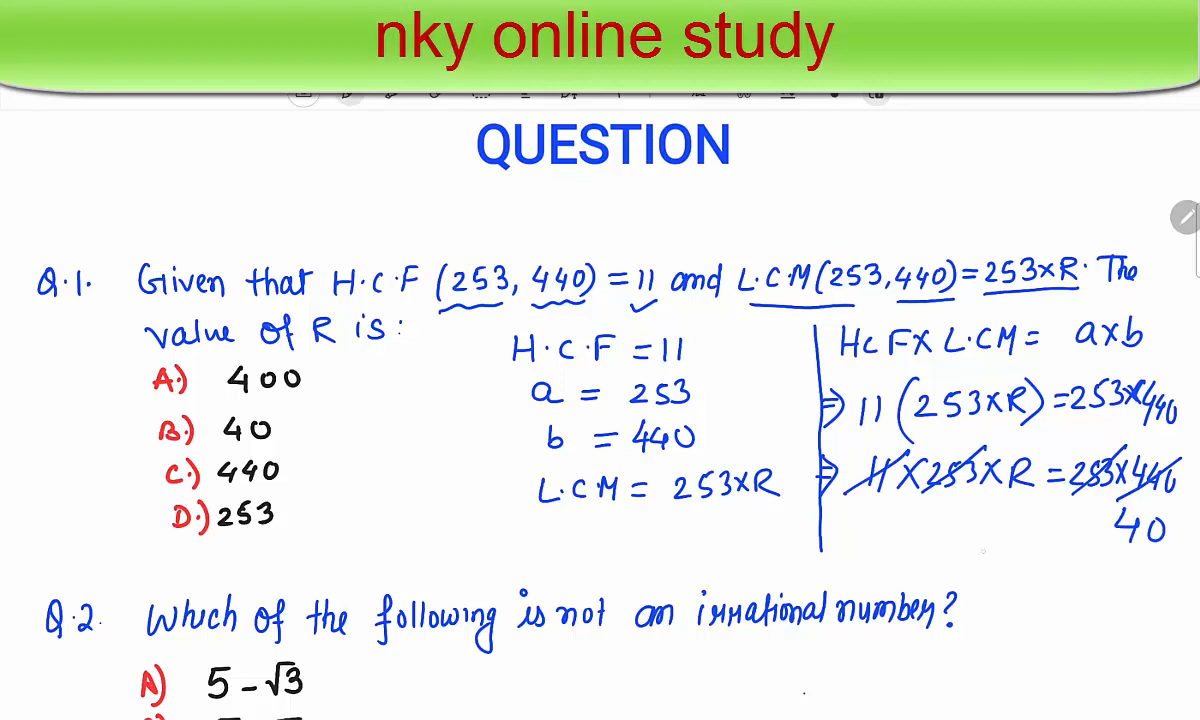 nky online study
QUESTION
Q.1. Given that H.C.F (253, 440) = 11 and L.C.M (253, 440) = 253×R. The
value of R is:
A.) 400
B.) 40
C.) 440
D.) 253
H.C.F = 11
a = 253
b = 440
L.C.M = 253×R
HCF × L.C.M = a×b
⇒ 11 (253×R) = 253×440
⇒ 11 × 253 × R = 253×440
40
Q.2. Which of the following is not an irrational number?
A) 5 - √3